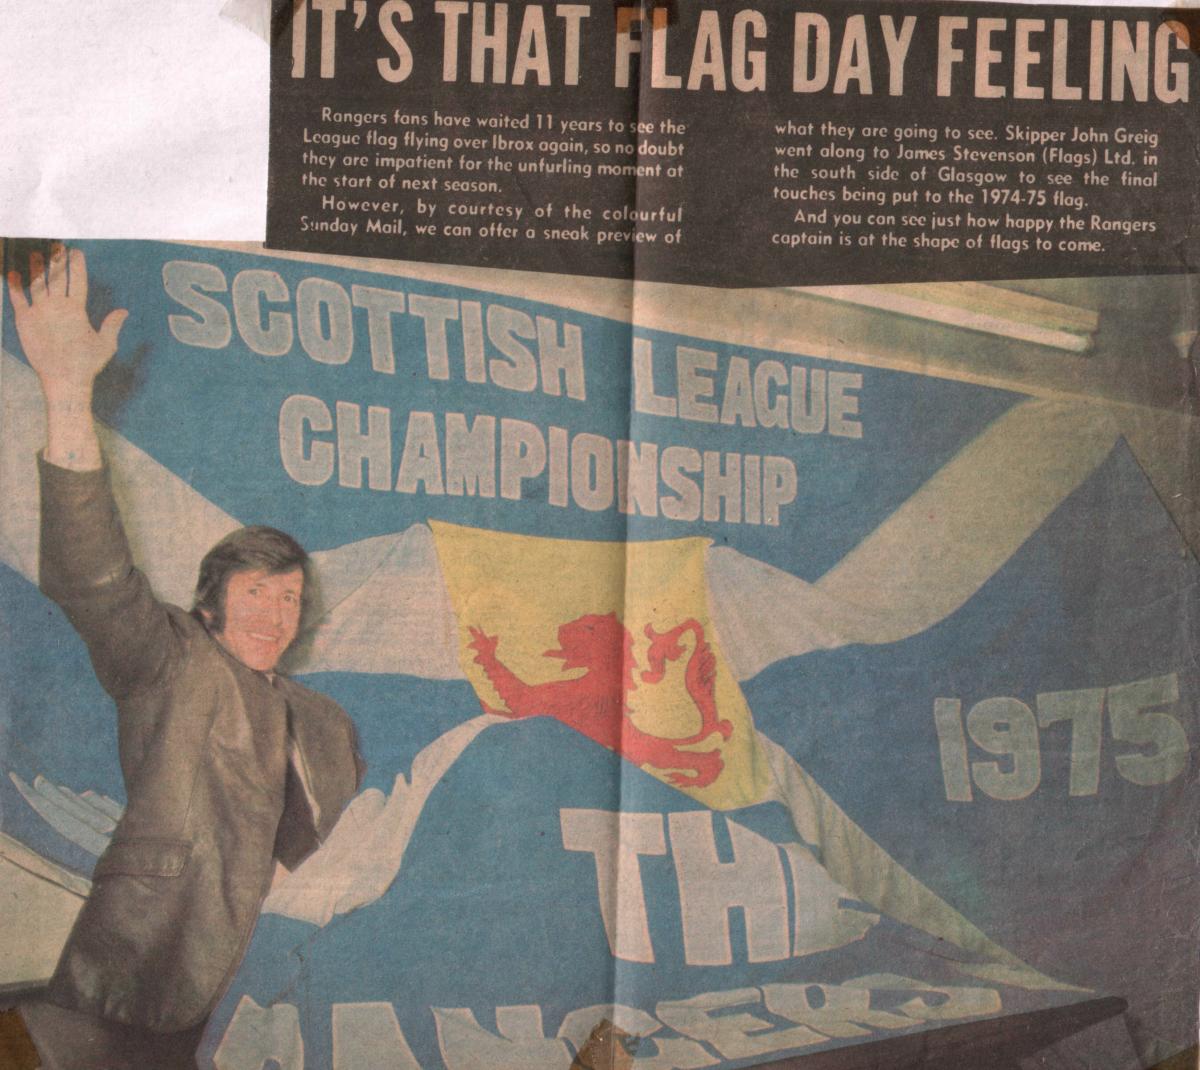 IT'S THAT FLAG DAY FEELING
Rangers fans have waited 11 years to see the
League flag flying over Ibrox again, so no doubt
they are impatient for the unfurling moment at
the start of next season.
However, by courtesy of the colourful
Sunday Mail, we can offer a sneak preview of
what they are going to see. Skipper John Greig
went along to James Stevenson (Flags) Ltd. in
the south side of Glasgow to see the final
touches being put to the 1974-75 flag.
And you can see just how happy the Rangers
captain is at the shape of flags to come.
SCOTTISH LEAGUE
CHAMPIONSHIP
1975
THE
RANGERS